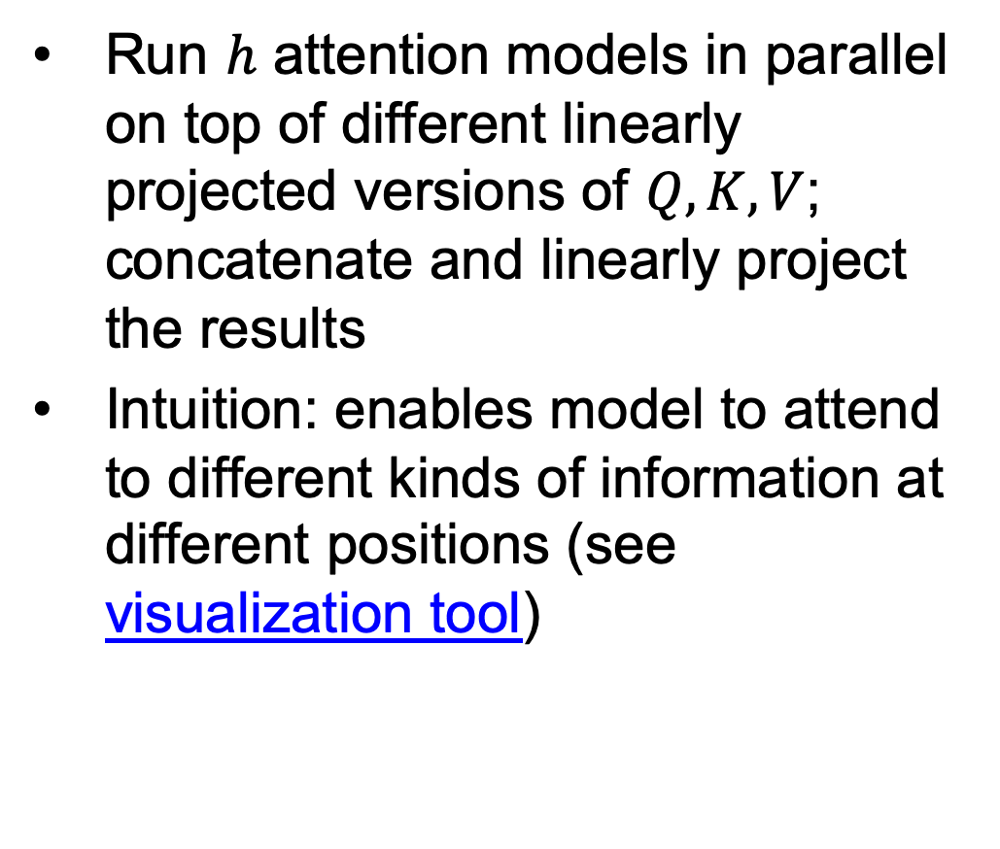 • Run ℎ attention models in parallel
on top of different linearly
projected versions of 𝑄, 𝐾, 𝑉;
concatenate and linearly project
the results
• Intuition: enables model to attend
to different kinds of information at
different positions (see
visualization tool)